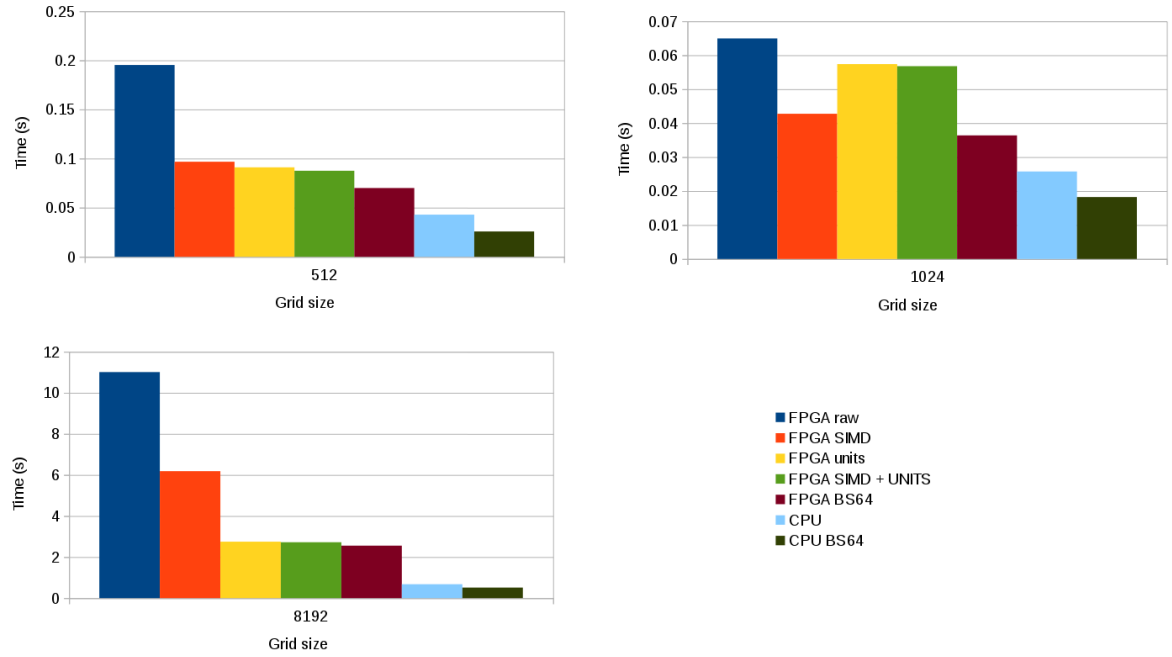 0.25
0.2
0.15
0.1
0.05
0
Time (s)
512
Grid size
0.07
0.06
0.05
0.04
0.03
0.02
0.01
0
Time (s)
1024
Grid size
12
10
8
6
4
2
0
Time (s)
8192
Grid size
FPGA raw
FPGA SIMD
FPGA units
FPGA SIMD + UNITS
FPGA BS64
CPU
CPU BS64